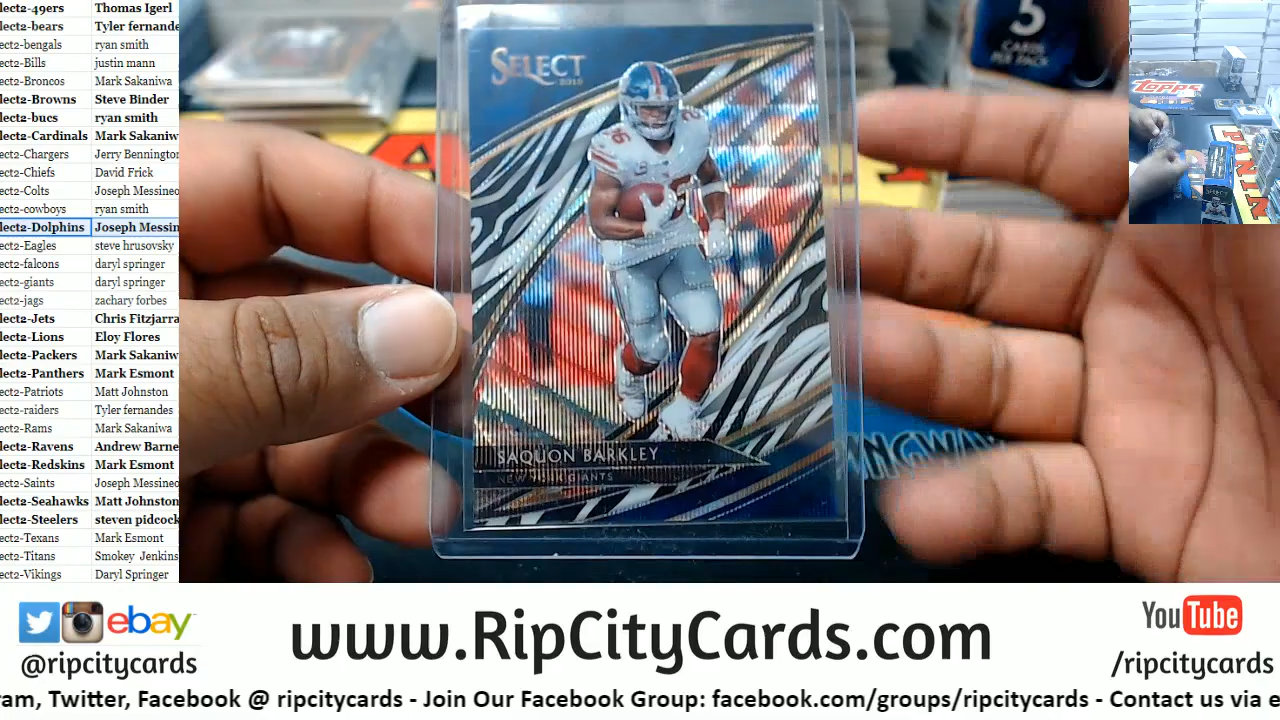 lect2-49ers Thomas Igerl
lect2-bears Tyler fernande
ect2-bengals ryan smith
ect2-Bills justin mann
ect2-Broncos Mark Sakaniwa
lect2-Browns Steve Binder
lect2-bucs ryan smith
lect2-Cardinals Mark Sakaniw
ect2-Chargers Jerry Bennington
ect2-Chiefs David Frick
ect2-Colts Joseph Messineo
ect2-cowboys ryan smith
lect2-Dolphins Joseph Messin
ect2-Eagles steve hrusovsky
ect2-falcons daryl springer
ect2-giants daryl springer
ect2-jags zachary forbes
lect2-Jets Chris Fitzjarra
lect2-Lions Eloy Flores
lect2-Packers Mark Sakaniw
lect2-Panthers Mark Esmont
ect2-Patriots Matt Johnston
ect2-raiders Tyler fernandes
ect2-Rams Mark Sakaniwa
lect2-Ravens Andrew Barne
lect2-Redskins Mark Esmont
ect2-Saints Joseph Messineo
lect2-Seahawks Matt Johnston
lect2-Steelers steven pidcock
ect2-Texans Mark Esmont
ect2-Titans Smokey Jenkins
ect2-Vikings Daryl Springer
SELECT
2019
26
SAQUON BARKLEY
NEW YORK GIANTS
5
CARDS
PER PACK
Topps
PANINI
ebay
@ripcitycards
www.RipCityCards.com
YouTube
/ripcitycards
ram, Twitter, Facebook @ ripcitycards - Join Our Facebook Group: facebook.com/groups/ripcitycards - Contact us via e